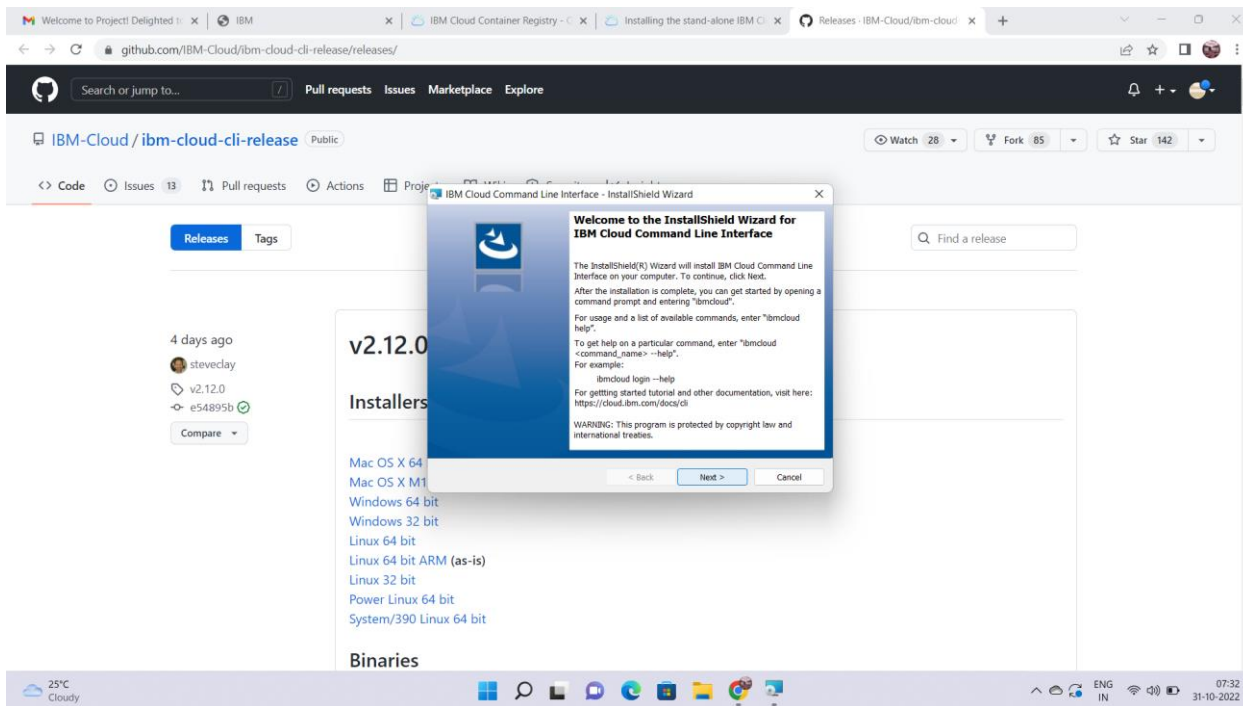 Welcome to Project! Delighted t
IBM
IBM Cloud Container Registry -
Installing the stand-alone IBM C
Releases · IBM-Cloud/ibm-cloud
github.com/IBM-Cloud/ibm-cloud-cli-release/releases/
Search or jump to...
/
Pull requests Issues Marketplace Explore
IBM-Cloud / ibm-cloud-cli-release Public
Watch 28
Fork 85
Star 142
<> Code
Issues 13
Pull requests
Actions
IBM Cloud Command Line Interface - InstallShield Wizard
Releases Tags
Find a release
Welcome to the InstallShield Wizard for
IBM Cloud Command Line Interface
The InstallShield(R) Wizard will install IBM Cloud Command Line
Interface on your computer. To continue, click Next.
After the installation is complete, you can get started by opening a
command prompt and entering "ibmcloud".
For usage and a list of available commands, enter "ibmcloud
help".
To get help on a particular command, enter "ibmcloud
<command_name> --help".
For example:
ibmcloud login --help
For gettting started tutorial and other documentation, visit here:
https://cloud.ibm.com/docs/cli
WARNING: This program is protected by copyright law and
international treaties.
< Back
Next >
Cancel
4 days ago
steveclay
v2.12.0
e54895b
Compare
v2.12.0
Installers
Mac OS X 64
Mac OS X M1
Windows 64 bit
Windows 32 bit
Linux 64 bit
Linux 64 bit ARM (as-is)
Linux 32 bit
Power Linux 64 bit
System/390 Linux 64 bit
Binaries
25°C
Cloudy
ENG
IN
07:32
31-10-2022